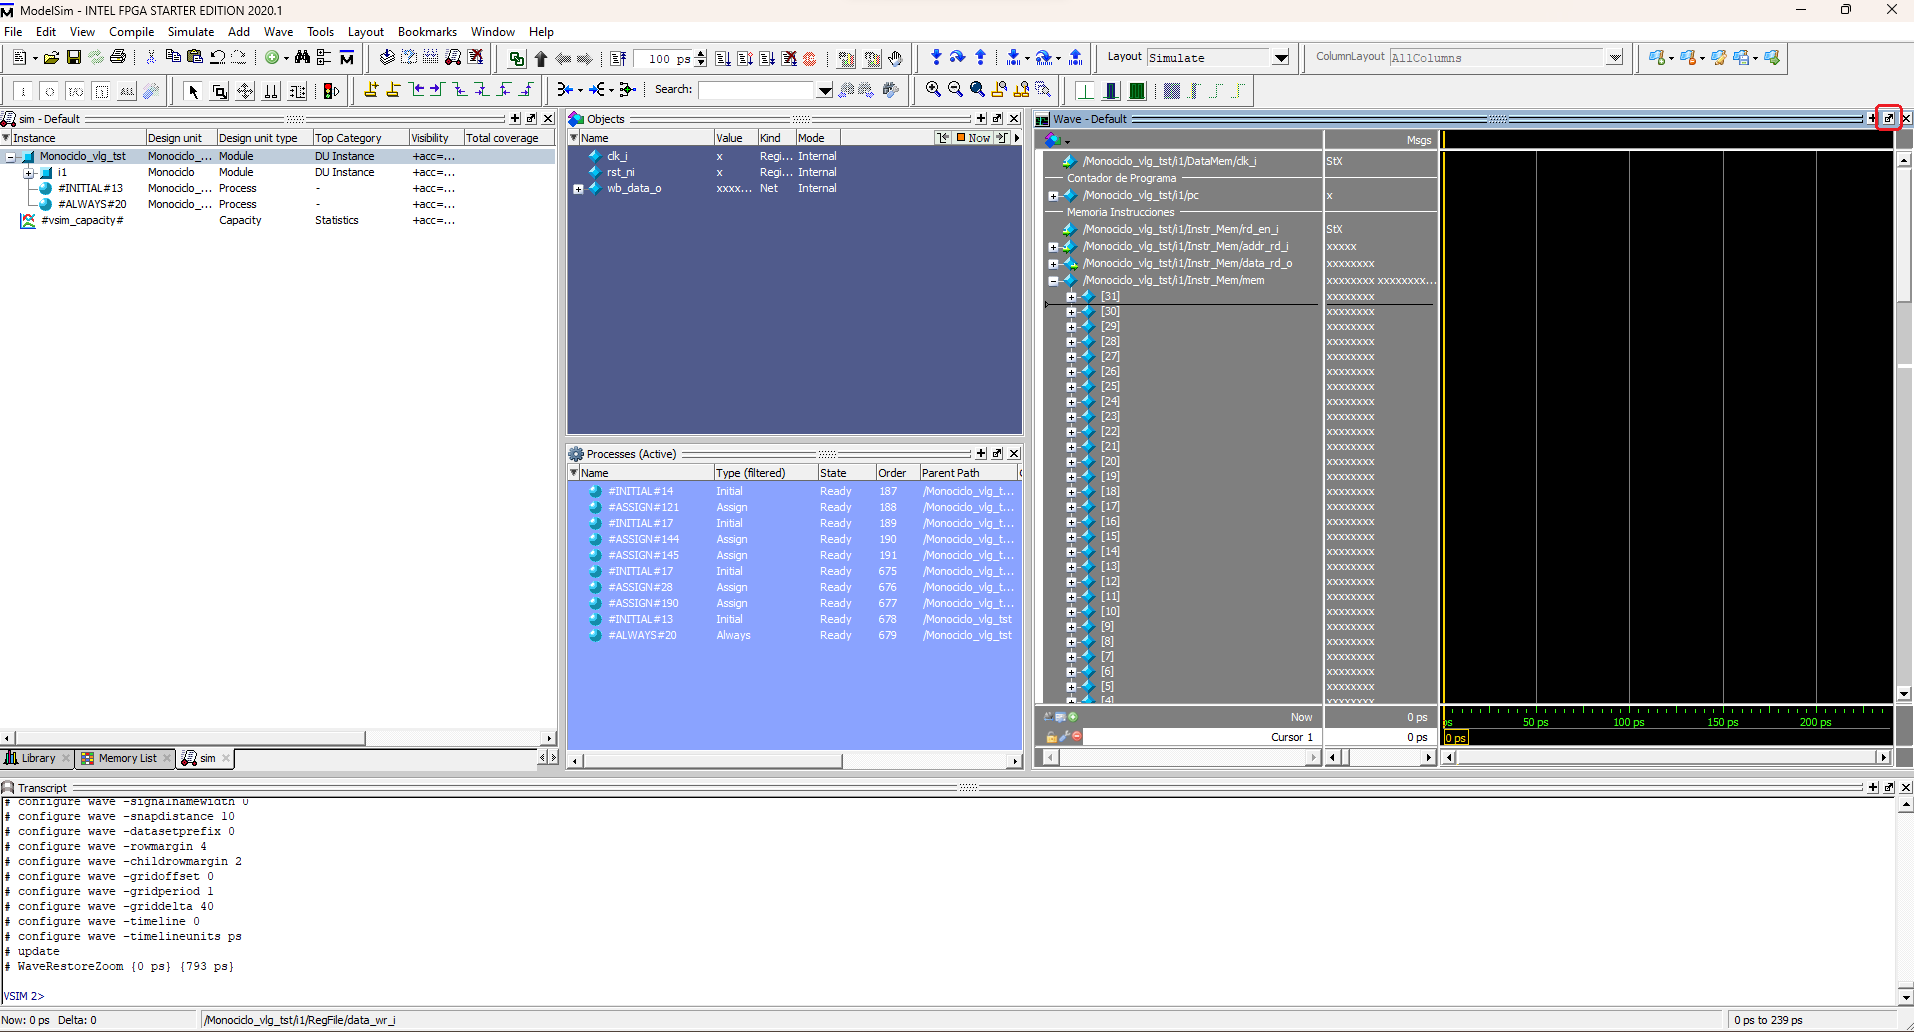 ModelSim - INTEL FPGA STARTER EDITION 2020.1
File Edit View Compile Simulate Add Wave Tools Layout Bookmarks Window Help
100 ps
Layout Simulate
ColumnLayout AllColumns
Search:
sim - Default
Instance Design unit Design unit type Top Category Visibility Total coverage
Monociclo_vlg_tst Monociclo_... Module DU Instance +acc=...
i1 Monociclo Module DU Instance +acc=...
#INITIAL#13 Monociclo_... Process - +acc=...
#ALWAYS#20 Monociclo_... Process - +acc=...
#vsim_capacity# Capacity Statistics +acc=...
Library Memory List sim
Objects
Name Value Kind Mode Now
clk_i x Regi... Internal
rst_ni x Regi... Internal
wb_data_o xxxx... Net Internal
Processes (Active)
Name Type (filtered) State Order Parent Path
#INITIAL#14 Initial Ready 187 /Monociclo_vlg_t...
#ASSIGN#121 Assign Ready 188 /Monociclo_vlg_t...
#INITIAL#17 Initial Ready 189 /Monociclo_vlg_t...
#ASSIGN#144 Assign Ready 190 /Monociclo_vlg_t...
#ASSIGN#145 Assign Ready 191 /Monociclo_vlg_t...
#INITIAL#17 Initial Ready 675 /Monociclo_vlg_t...
#ASSIGN#28 Assign Ready 676 /Monociclo_vlg_t...
#ASSIGN#190 Assign Ready 677 /Monociclo_vlg_t...
#INITIAL#13 Initial Ready 678 /Monociclo_vlg_tst
#ALWAYS#20 Always Ready 679 /Monociclo_vlg_tst
Wave - Default
Msgs
/Monociclo_vlg_tst/i1/DataMem/clk_i StX
Contador de Programa
/Monociclo_vlg_tst/i1/pc x
Memoria Instrucciones
/Monociclo_vlg_tst/i1/Instr_Mem/rd_en_i StX
/Monociclo_vlg_tst/i1/Instr_Mem/addr_rd_i xxxxx
/Monociclo_vlg_tst/i1/Instr_Mem/data_rd_o xxxxxxxx
/Monociclo_vlg_tst/i1/Instr_Mem/mem xxxxxxxx xxxxxxxx...
[31] xxxxxxxx
[30] xxxxxxxx
[29] xxxxxxxx
[28] xxxxxxxx
[27] xxxxxxxx
[26] xxxxxxxx
[25] xxxxxxxx
[24] xxxxxxxx
[23] xxxxxxxx
[22] xxxxxxxx
[21] xxxxxxxx
[20] xxxxxxxx
[19] xxxxxxxx
[18] xxxxxxxx
[17] xxxxxxxx
[16] xxxxxxxx
[15] xxxxxxxx
[14] xxxxxxxx
[13] xxxxxxxx
[12] xxxxxxxx
[11] xxxxxxxx
[10] xxxxxxxx
[9] xxxxxxxx
[8] xxxxxxxx
[7] xxxxxxxx
[6] xxxxxxxx
[5] xxxxxxxx
[4] xxxxxxxx
Now 0 ps
ps 50 ps 100 ps 150 ps 200 ps
Cursor 1 0 ps
0 ps
Transcript
# configure wave -signalnamewidth 0
# configure wave -snapdistance 10
# configure wave -datasetprefix 0
# configure wave -rowmargin 4
# configure wave -childrowmargin 2
# configure wave -gridoffset 0
# configure wave -gridperiod 1
# configure wave -griddelta 40
# configure wave -timeline 0
# configure wave -timelineunits ps
# update
# WaveRestoreZoom {0 ps} {793 ps}
VSIM 2>
Now: 0 ps Delta: 0
/Monociclo_vlg_tst/i1/RegFile/data_wr_i
0 ps to 239 ps